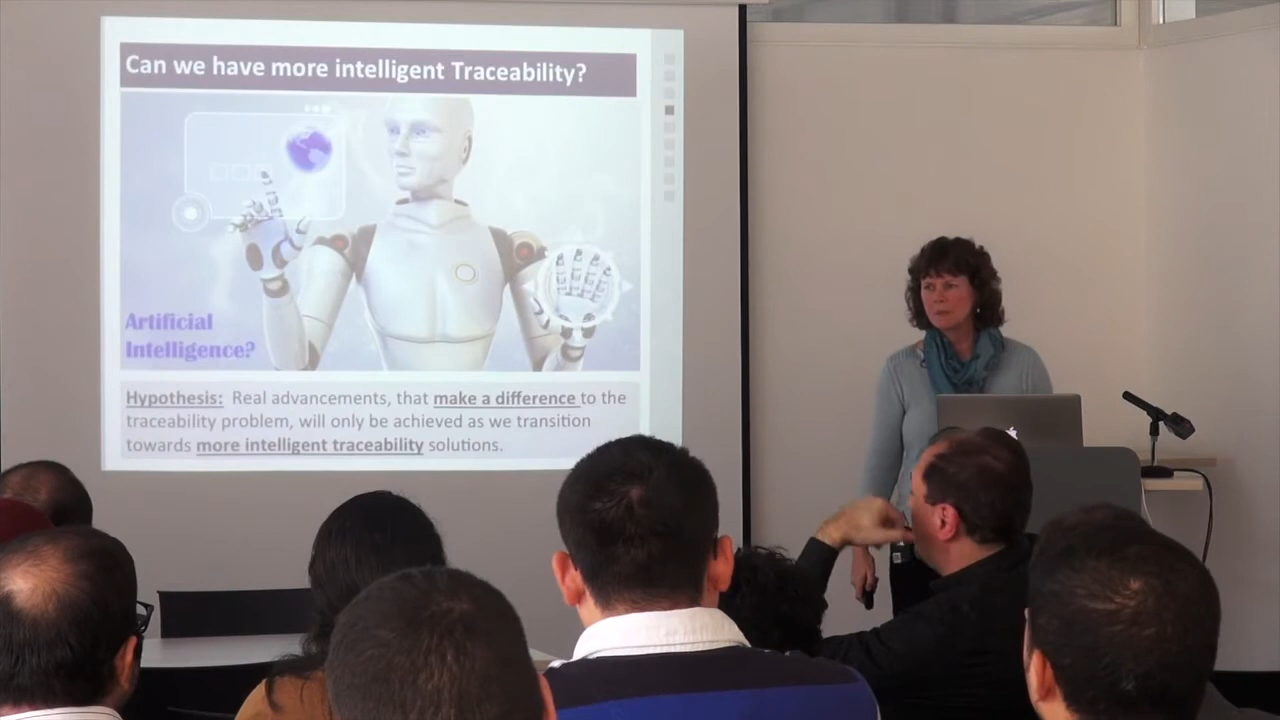 Can we have more intelligent Traceability?
Artificial
Intelligence?
Hypothesis: Real advancements, that make a difference to the
traceability problem, will only be achieved as we transition
towards more intelligent traceability solutions.